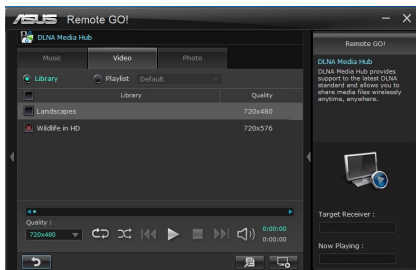 ASUS Remote GO!
DLNA Media Hub
Music Video Photo
Library Playlist Default
Library Quality
Landscapes 720x480
Wildlife in HD 720x576
Quality :
720x480
0:00:00
0:00:00
Remote GO!
DLNA Media Hub
DLNA Media Hub provides
support to the latest DLNA
standard and allows you to
share media files wirelessly
anytime, anywhere.
Target Receiver :
Now Playing :